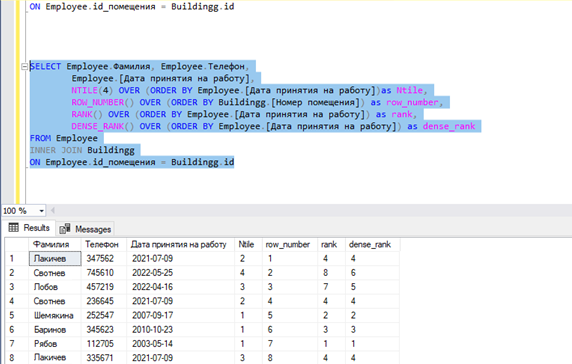 ON Employee.id_помещения = Buildingg.id
SELECT Employee.Фамилия, Employee.Телефон,
Employee.[Дата принятия на работу],
NTILE(4) OVER (ORDER BY Employee.[Дата принятия на работу])as Ntile,
ROW_NUMBER() OVER (ORDER BY Buildingg.[Номер помещения]) as row_number,
RANK() OVER (ORDER BY Employee.[Дата принятия на работу]) as rank,
DENSE_RANK() OVER (ORDER BY Employee.[Дата принятия на работу]) as dense_rank
FROM Employee
INNER JOIN Buildingg
ON Employee.id_помещения = Buildingg.id
100 %
Results Messages
Фамилия Телефон Дата принятия на работу Ntile row_number rank dense_rank
1 Лакичев 347562 2021-07-09 2 1 4 4
2 Свотнев 745610 2022-05-25 4 2 8 6
3 Лобов 457219 2022-04-16 3 3 7 5
4 Свотнев 236645 2021-07-09 2 4 4 4
5 Шемякина 252547 2007-09-17 1 5 2 2
6 Баринов 345623 2010-10-23 1 6 3 3
7 Рябов 112705 2003-05-14 1 7 1 1
8 Лакичев 335671 2021-07-09 3 8 4 4